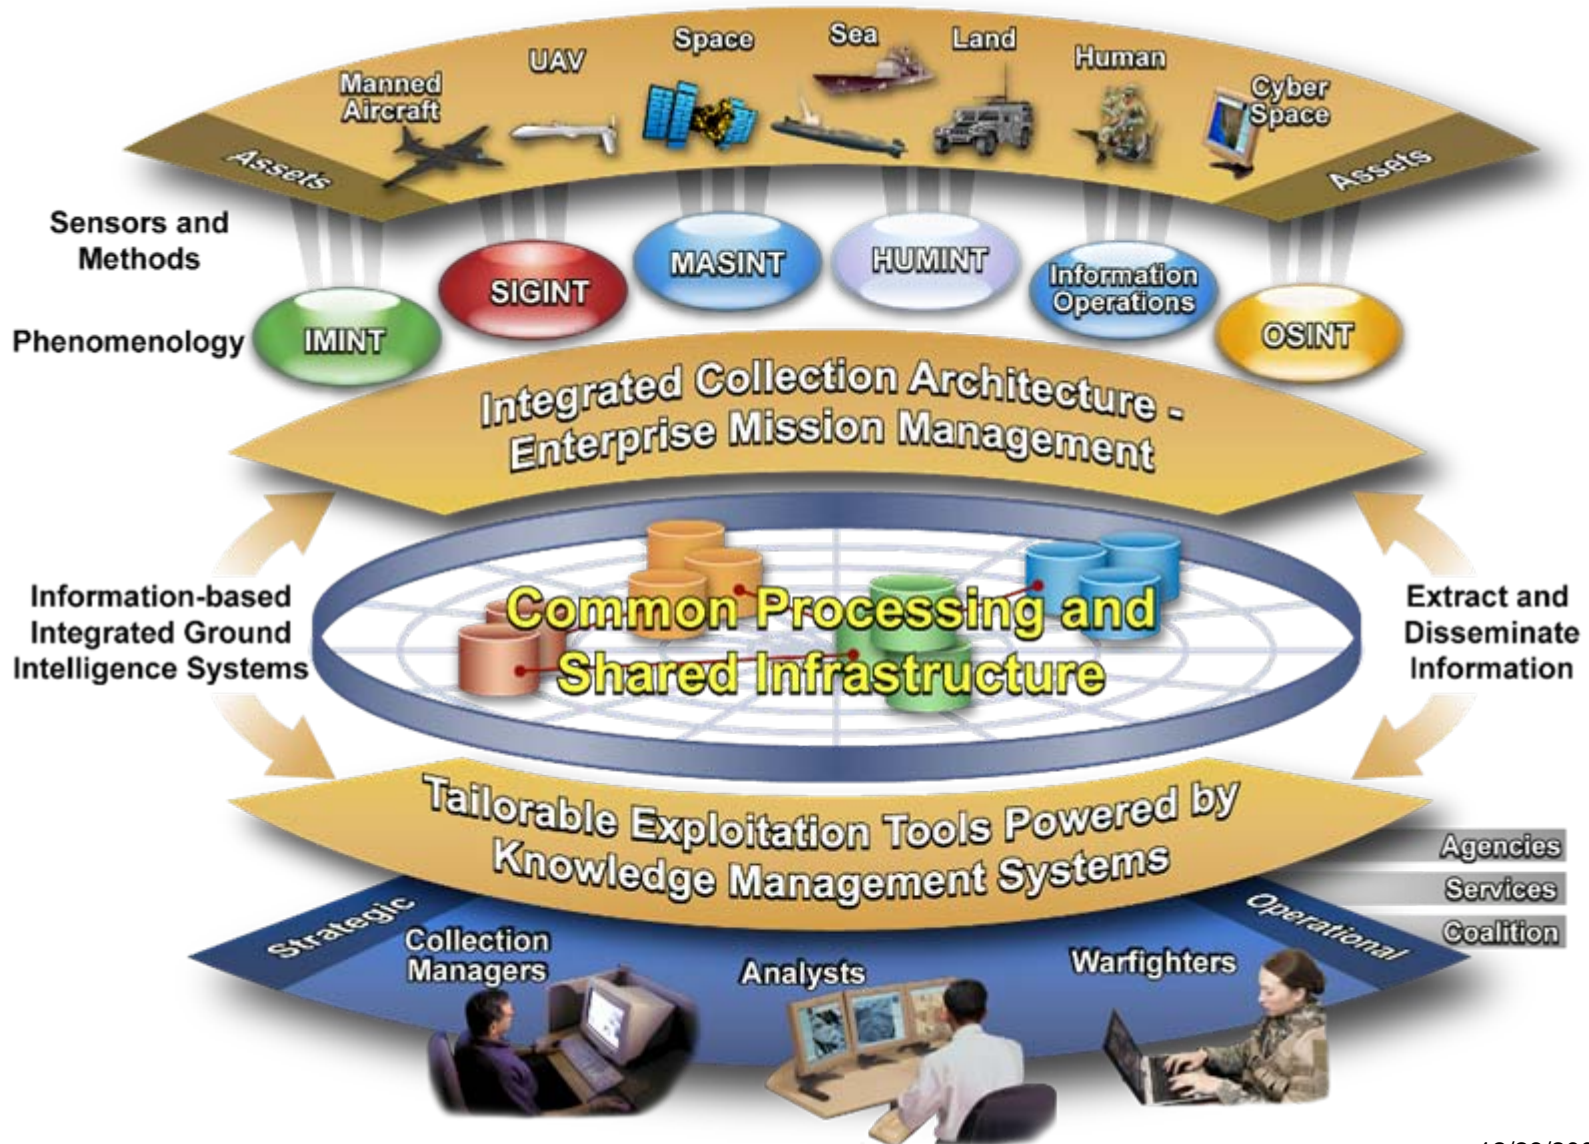 Manned
Aircraft
UAV
Space
Sea
Land
Human
Cyber
Space
Assets
Assets
Sensors and
Methods
Phenomenology
IMINT
SIGINT
MASINT
HUMINT
Information
Operations
OSINT
Integrated Collection Architecture -
Enterprise Mission Management
Information-based
Integrated Ground
Intelligence Systems
Common Processing and
Shared Infrastructure
Extract and
Disseminate
Information
Tailorable Exploitation Tools Powered by
Knowledge Management Systems
Agencies
Services
Coalition
Strategic
Operational
Collection
Managers
Analysts
Warfighters